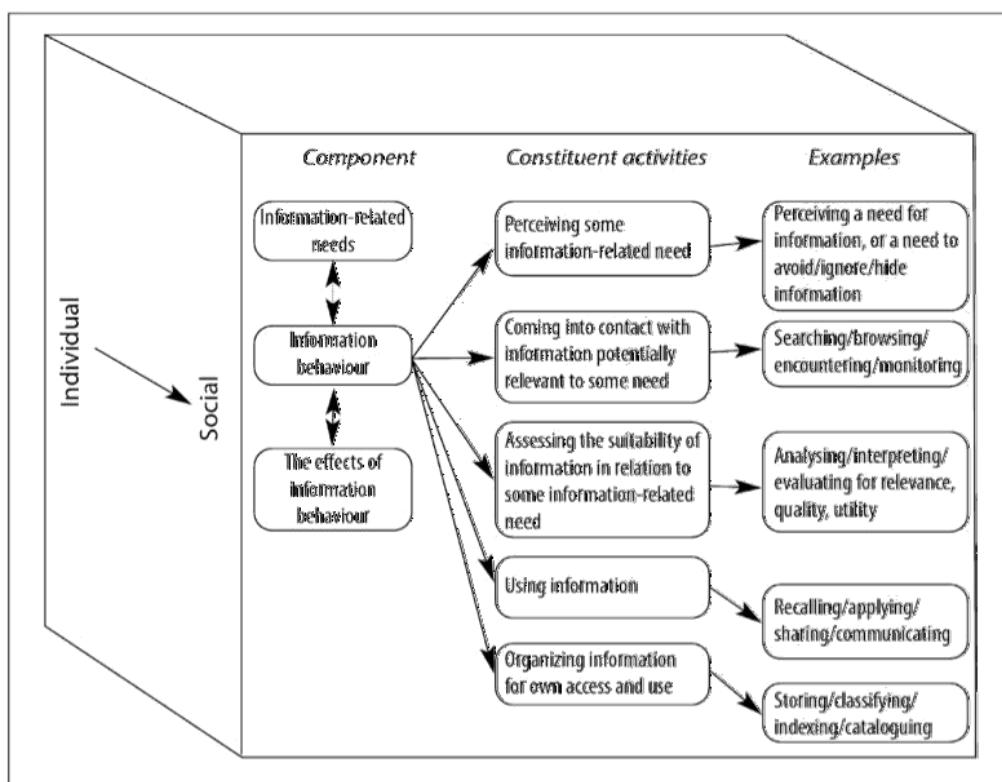 Component
Constituent activities
Examples
Individual
Social
Information-related
needs
Information
behaviour
The effects of
information
behaviour
Perceiving some
information-related need
Coming into contact with
information potentially
relevant to some need
Assessing the suitability of
information in relation to
some information-related
need
Using information
Organizing information
for own access and use
Perceiving a need for
information, or a need to
avoid/ignore/hide
information
Searching/browsing/
encountering/monitoring
Analysing/interpreting/
evaluating for relevance,
quality, utility
Recalling/applying/
sharing/communicating
Storing/classifying/
indexing/cataloguing